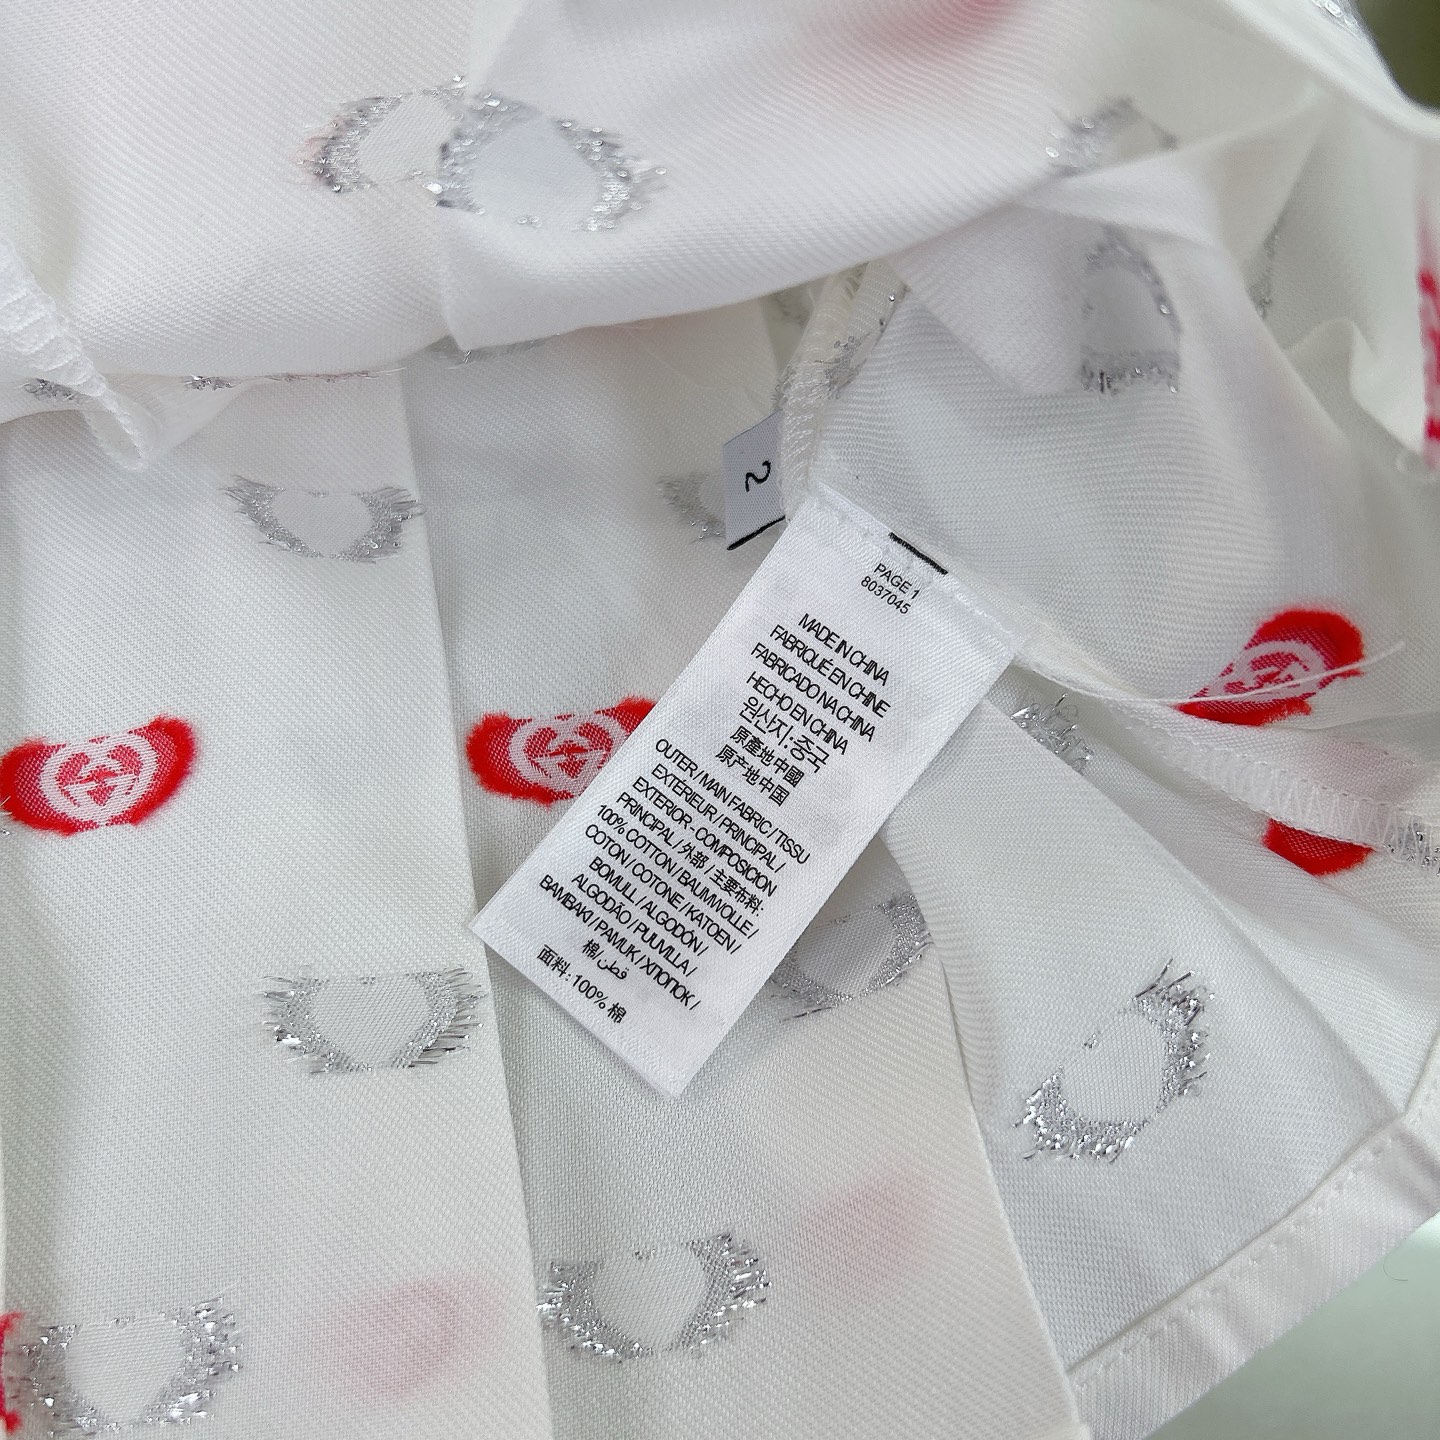 2
PAGE 1
8037045
MADE IN CHINA
FABRIQUÉ EN CHINE
FABRICADO NA CHINA
HECHO EN CHINA
원산지:중국
原產地中國
原产地中国
OUTER / MAIN FABRIC / TISSU
EXTÉRIEUR / PRINCIPAL /
EXTERIOR - COMPOSICION
PRINCIPAL / 外部 / 主要布料:
100% COTTON / BAUMWOLLE /
COTON / COTONE / KATOEN /
BOMULL / ALGODÓN /
ALGODÃO / PUUVILLA /
BAMBAKI / PAMUK / ХΠΟΠΟΚ /
棉/قطن
面料:100% 棉